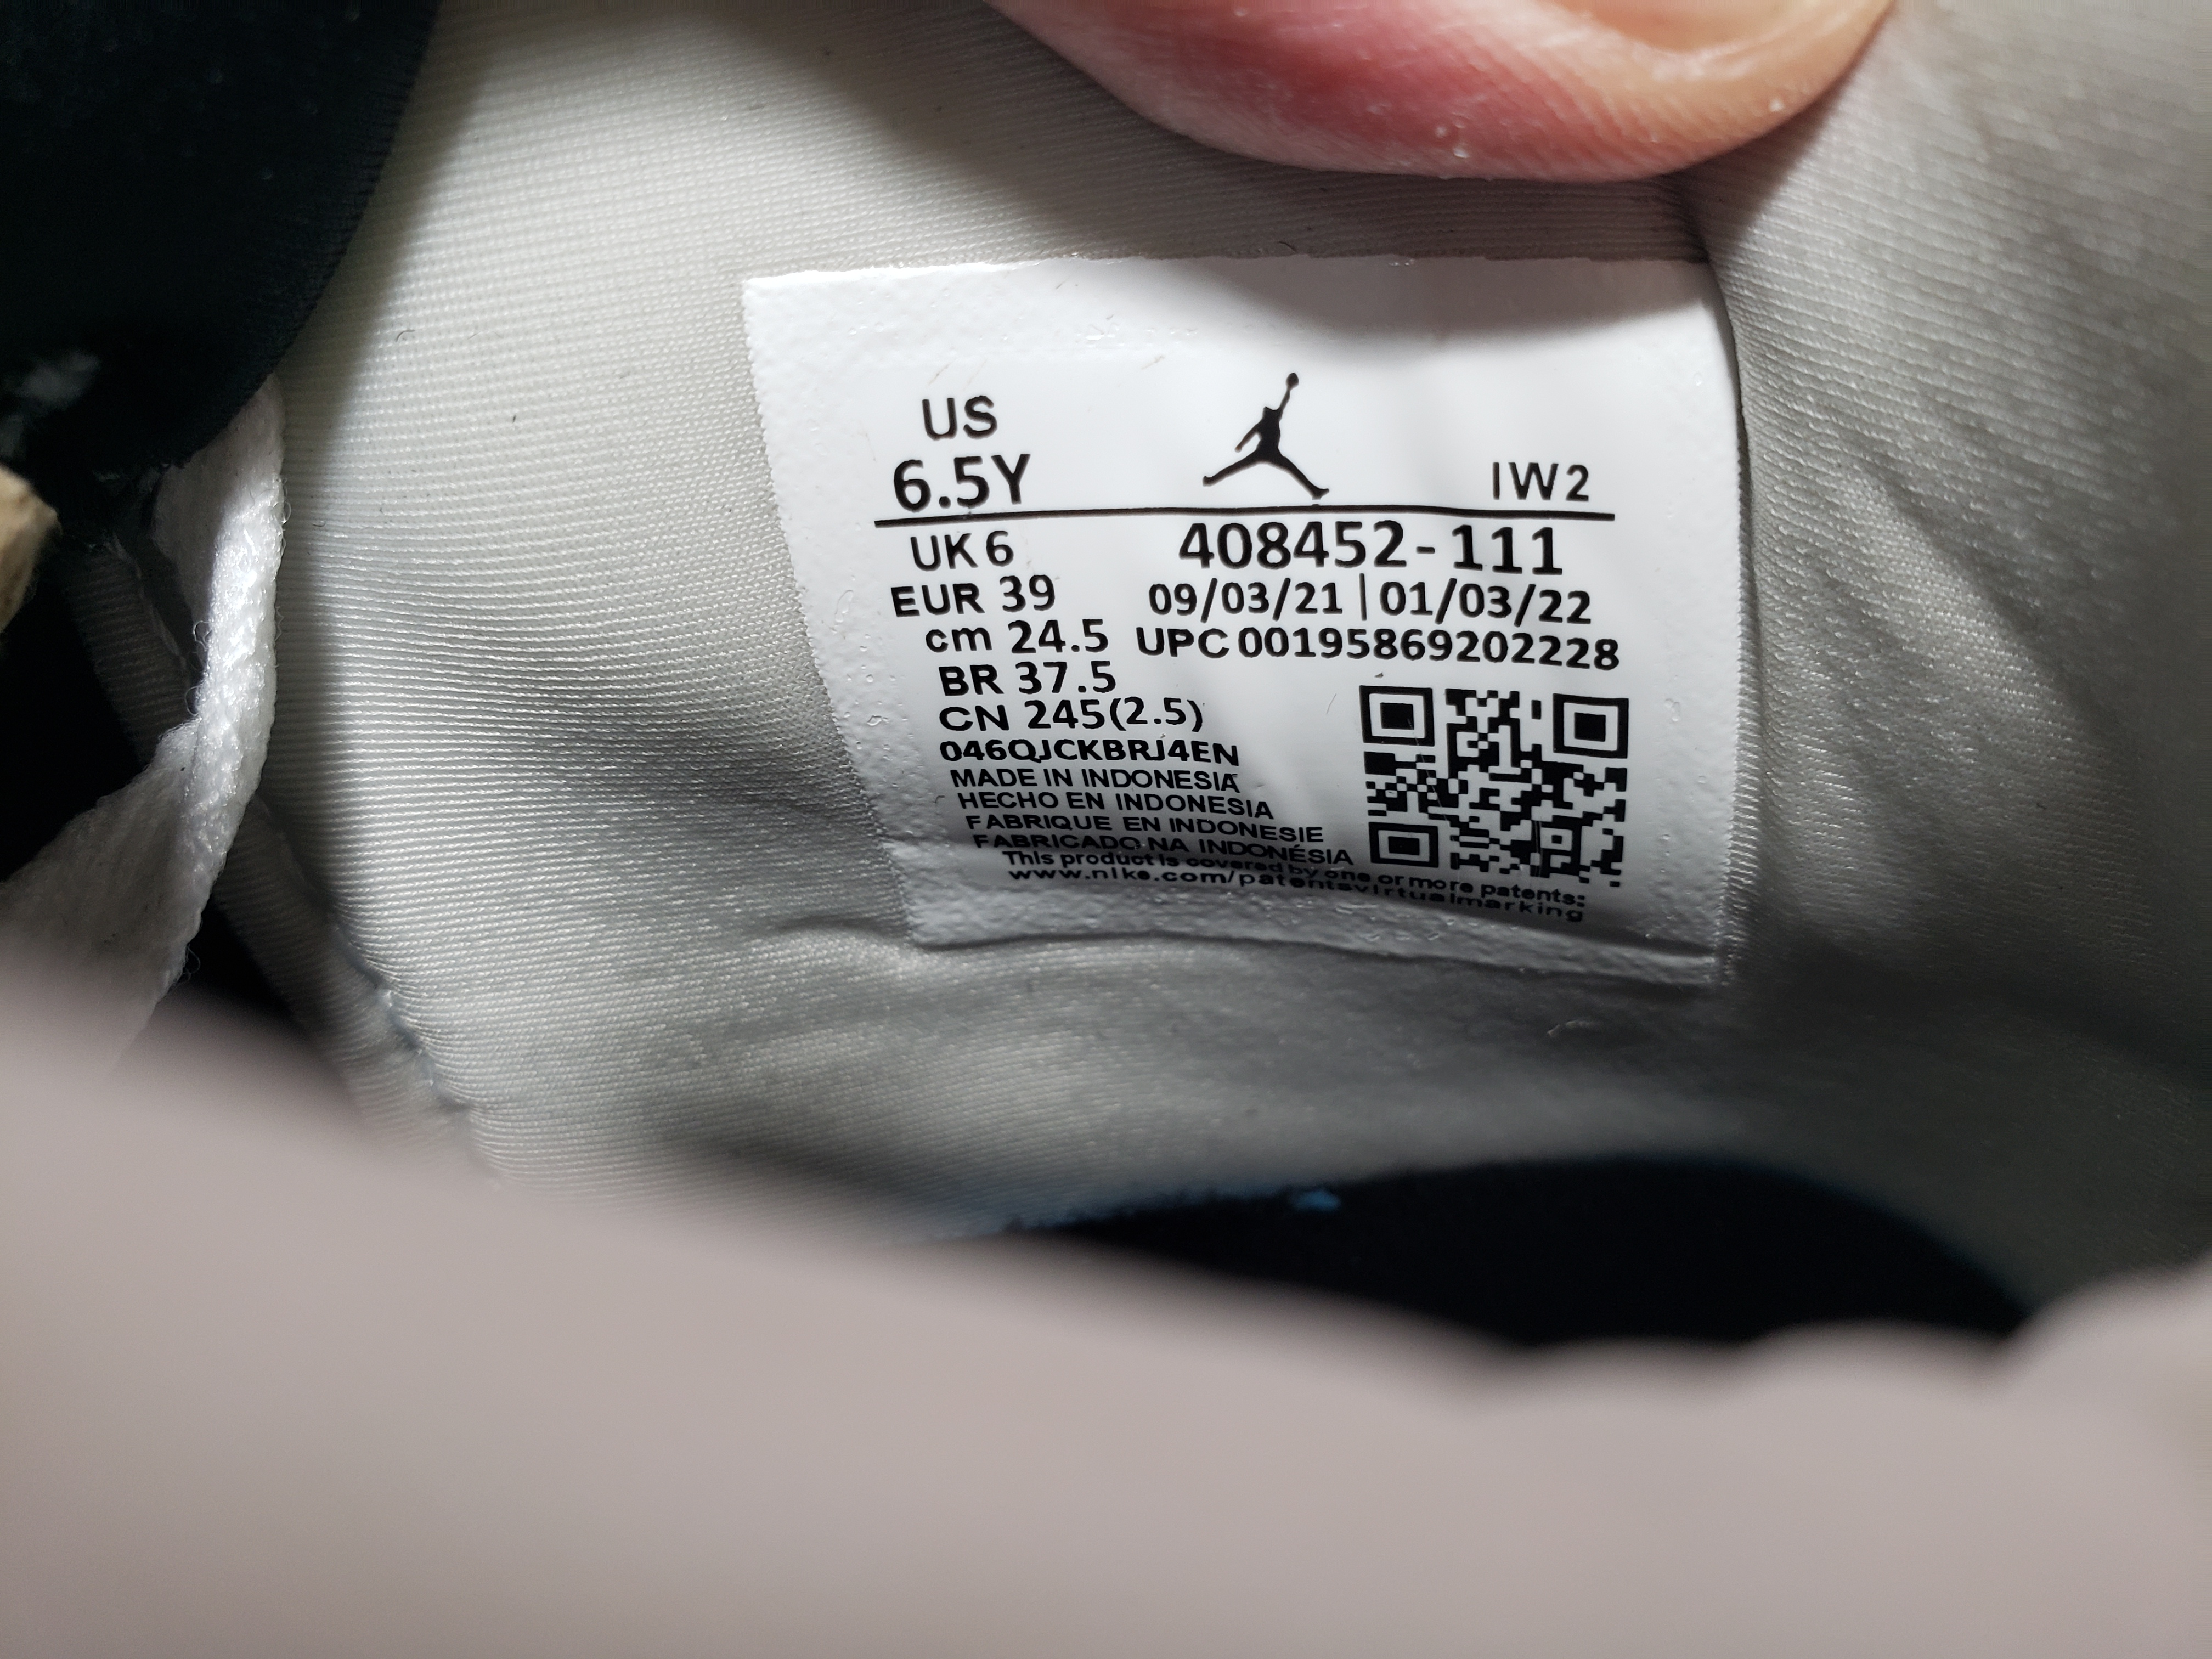 US
6.5Y
IW2
UK 6
408452-111
EUR 39
09/03/21 | 01/03/22
cm 24.5
UPC 00195869202228
BR 37.5
CN 245(2.5)
046QJCKBRJ4EN
MADE IN INDONESIA
HECHO EN INDONESIA
FABRIQUE EN INDONESIE
FABRICADO NA INDONÉSIA
This product is covered by one or more patents:
www.nike.com/patentsvirtualmarking